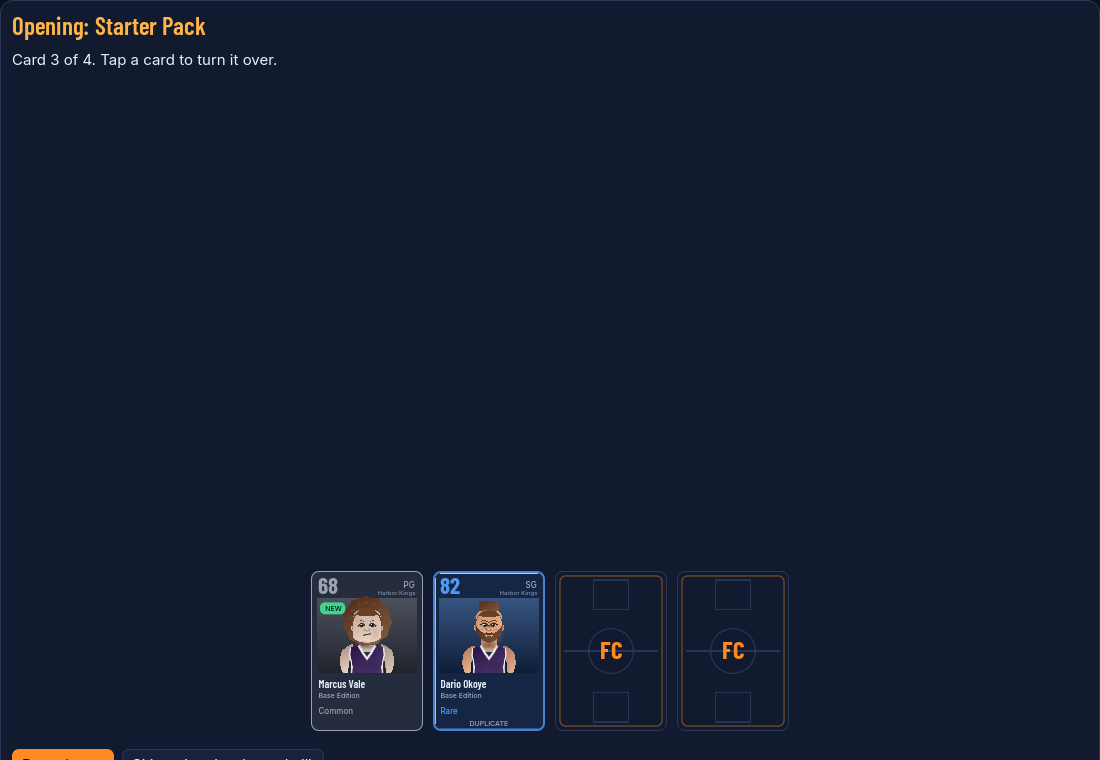 Opening: Starter Pack
Card 3 of 4. Tap a card to turn it over.
68 PG
Harbor Kings
NEW
Marcus Vale
Base Edition
Common
82 SG
Harbor Kings
Dario Okoye
Base Edition
Rare
DUPLICATE
FC
FC